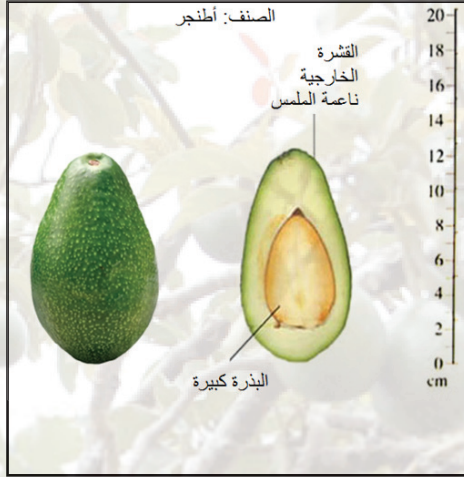 الصنف: أطنجر
القشرة
الخارجية
ناعمة الملمس
البذرة كبيرة
20
18
16
14
12
10
8
6
4
2
0
cm